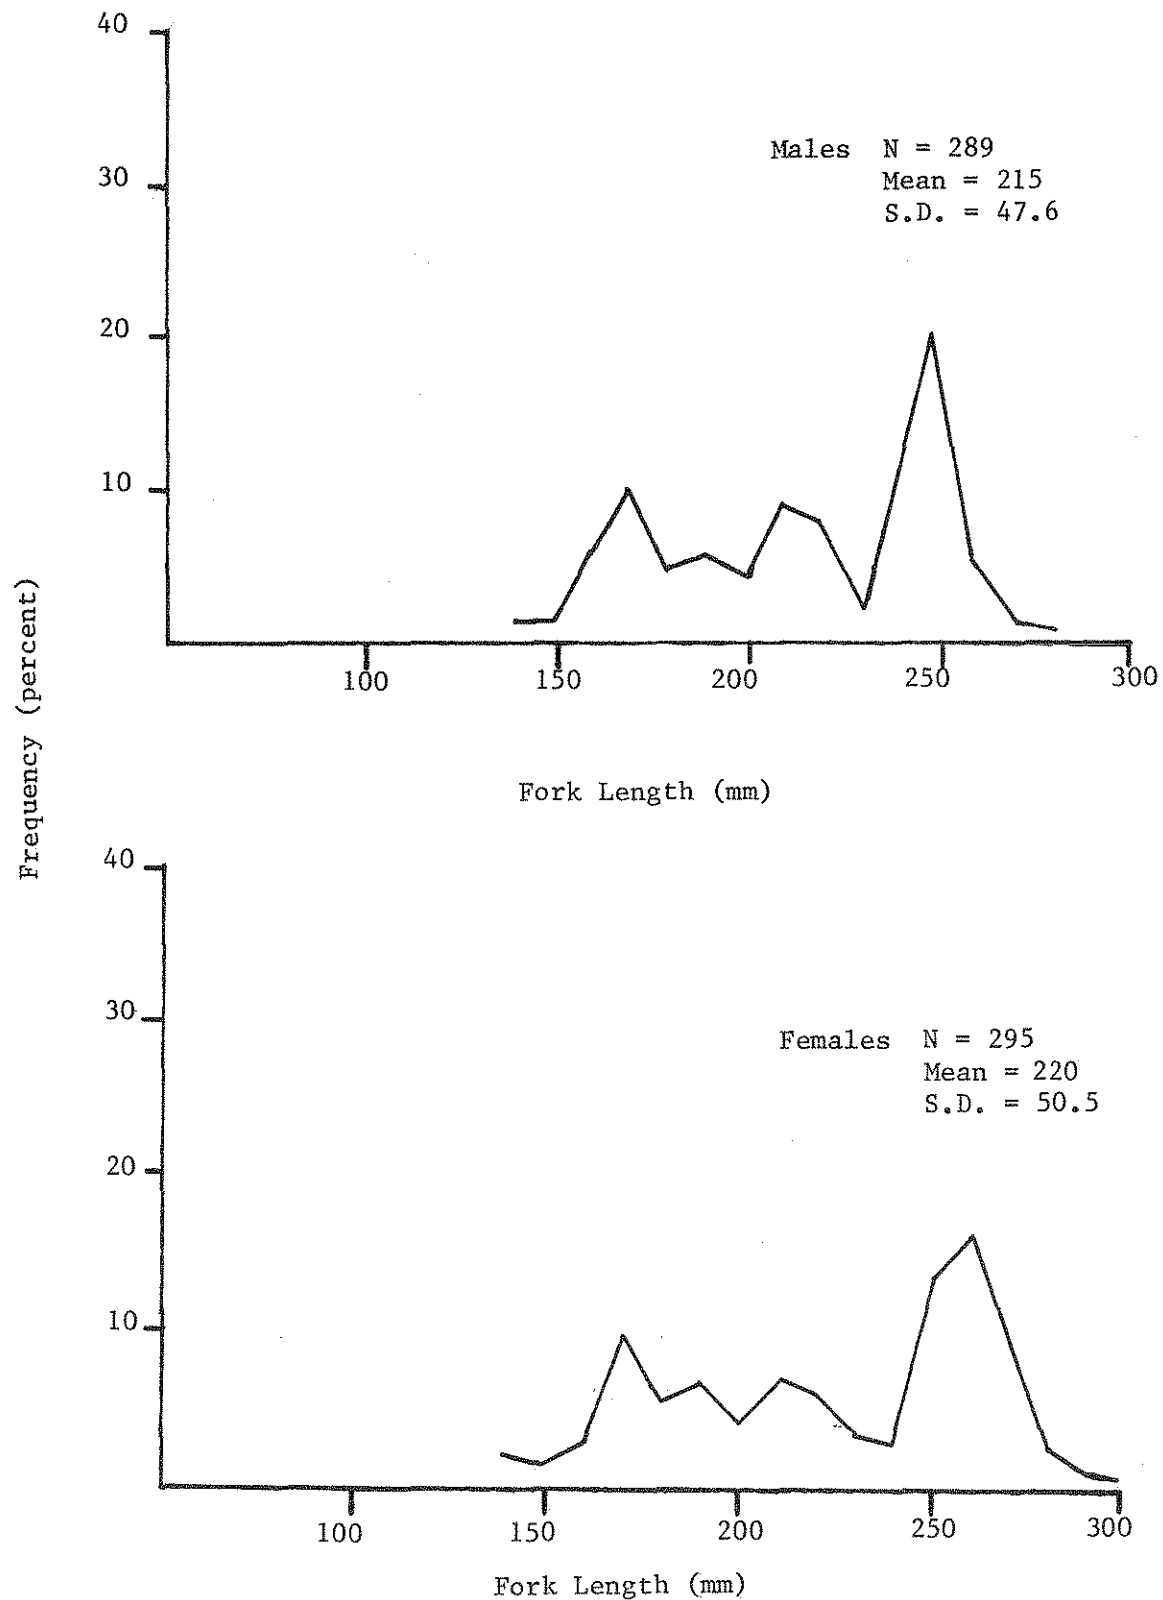 40
30
20
10
Males N = 289
Mean = 215
S.D. = 47.6
100 150 200 250 300
Fork Length (mm)
Frequency (percent)
40
30
20
10
Females N = 295
Mean = 220
S.D. = 50.5
100 150 200 250 300
Fork Length (mm)